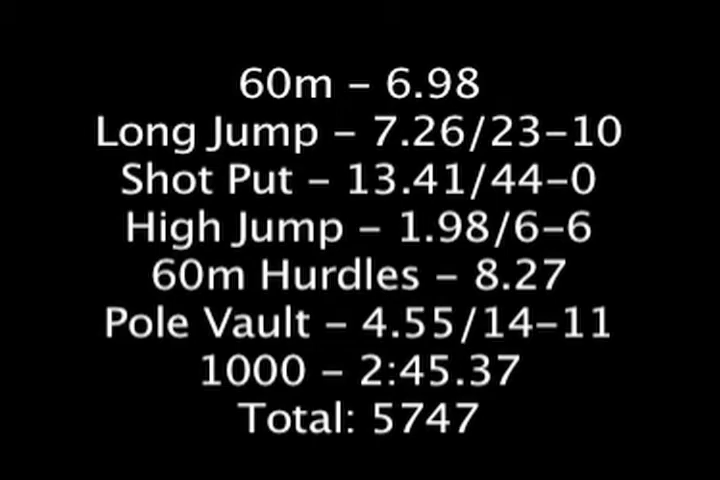 60m – 6.98
Long Jump – 7.26/23–10
Shot Put – 13.41/44–0
High Jump – 1.98/6–6
60m Hurdles – 8.27
Pole Vault – 4.55/14–11
1000 – 2:45.37
Total: 5747